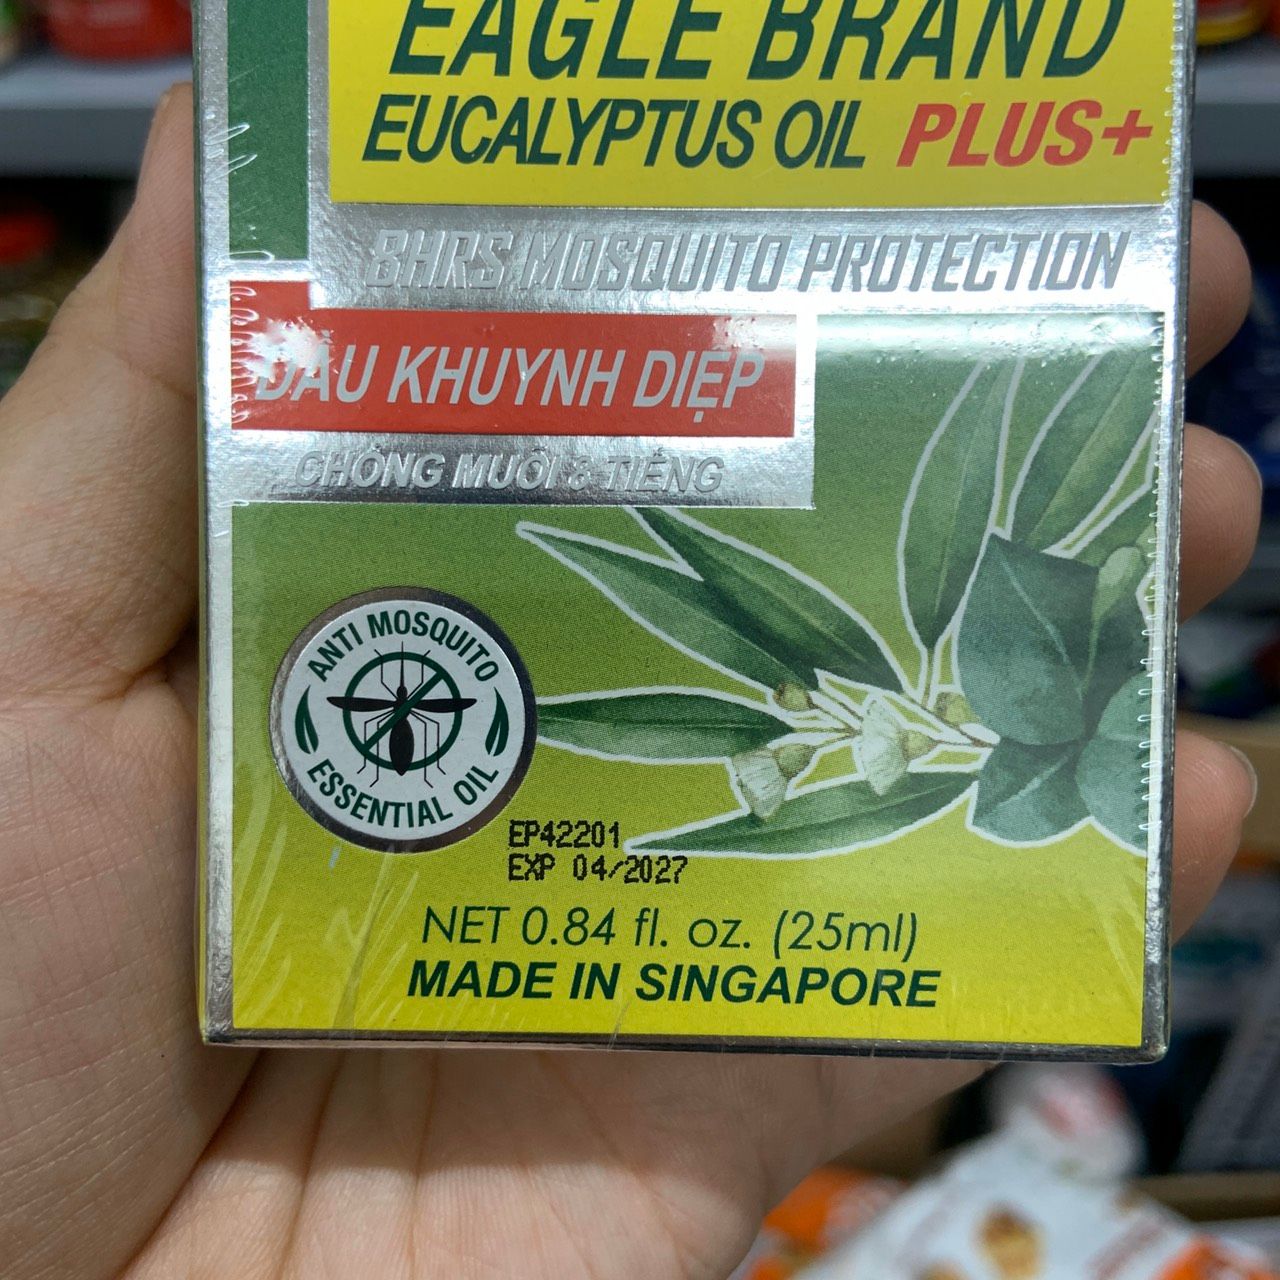 EAGLE BRAND
EUCALYPTUS OIL PLUS+
8HRS MOSQUITO PROTECTION
DẦU KHUYNH DIỆP
CHỐNG MUỖI 8 TIẾNG
ANTI MOSQUITO
ESSENTIAL OIL
EP42201
EXP 04/2027
NET 0.84 fl. oz. (25ml)
MADE IN SINGAPORE